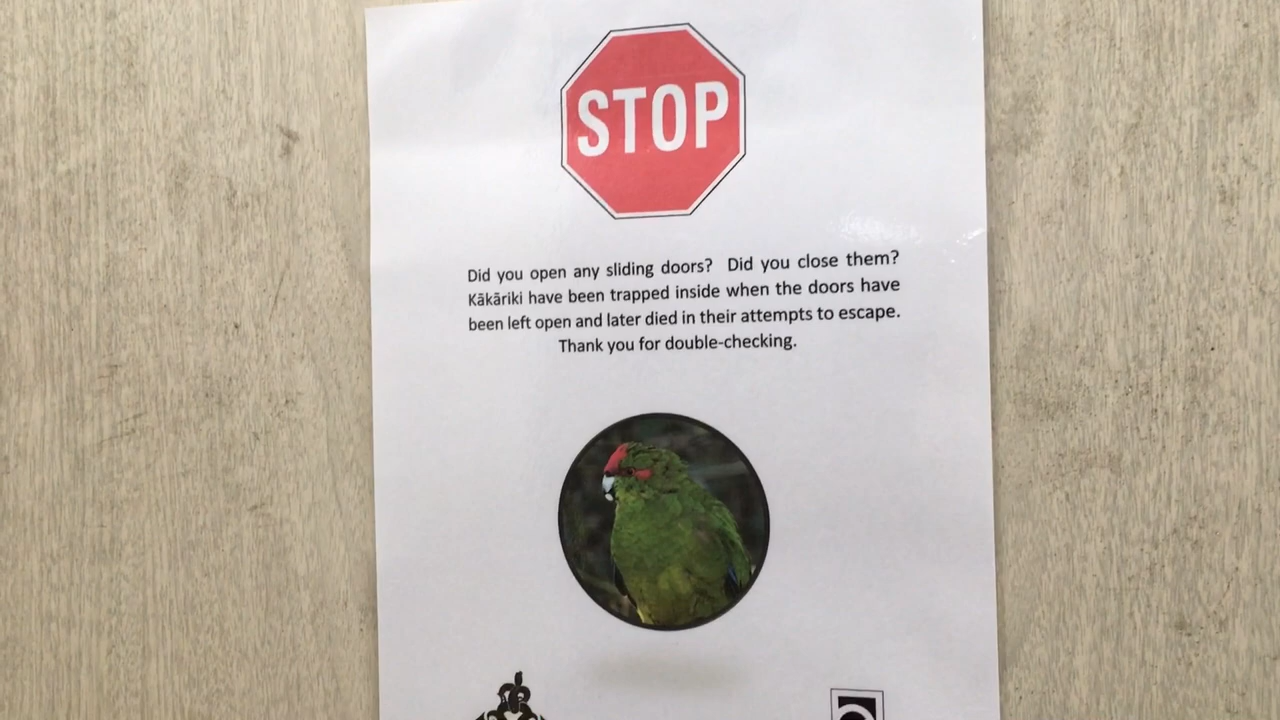 STOP
Did you open any sliding doors? Did you close them?
Kākāriki have been trapped inside when the doors have
been left open and later died in their attempts to escape.
Thank you for double-checking.